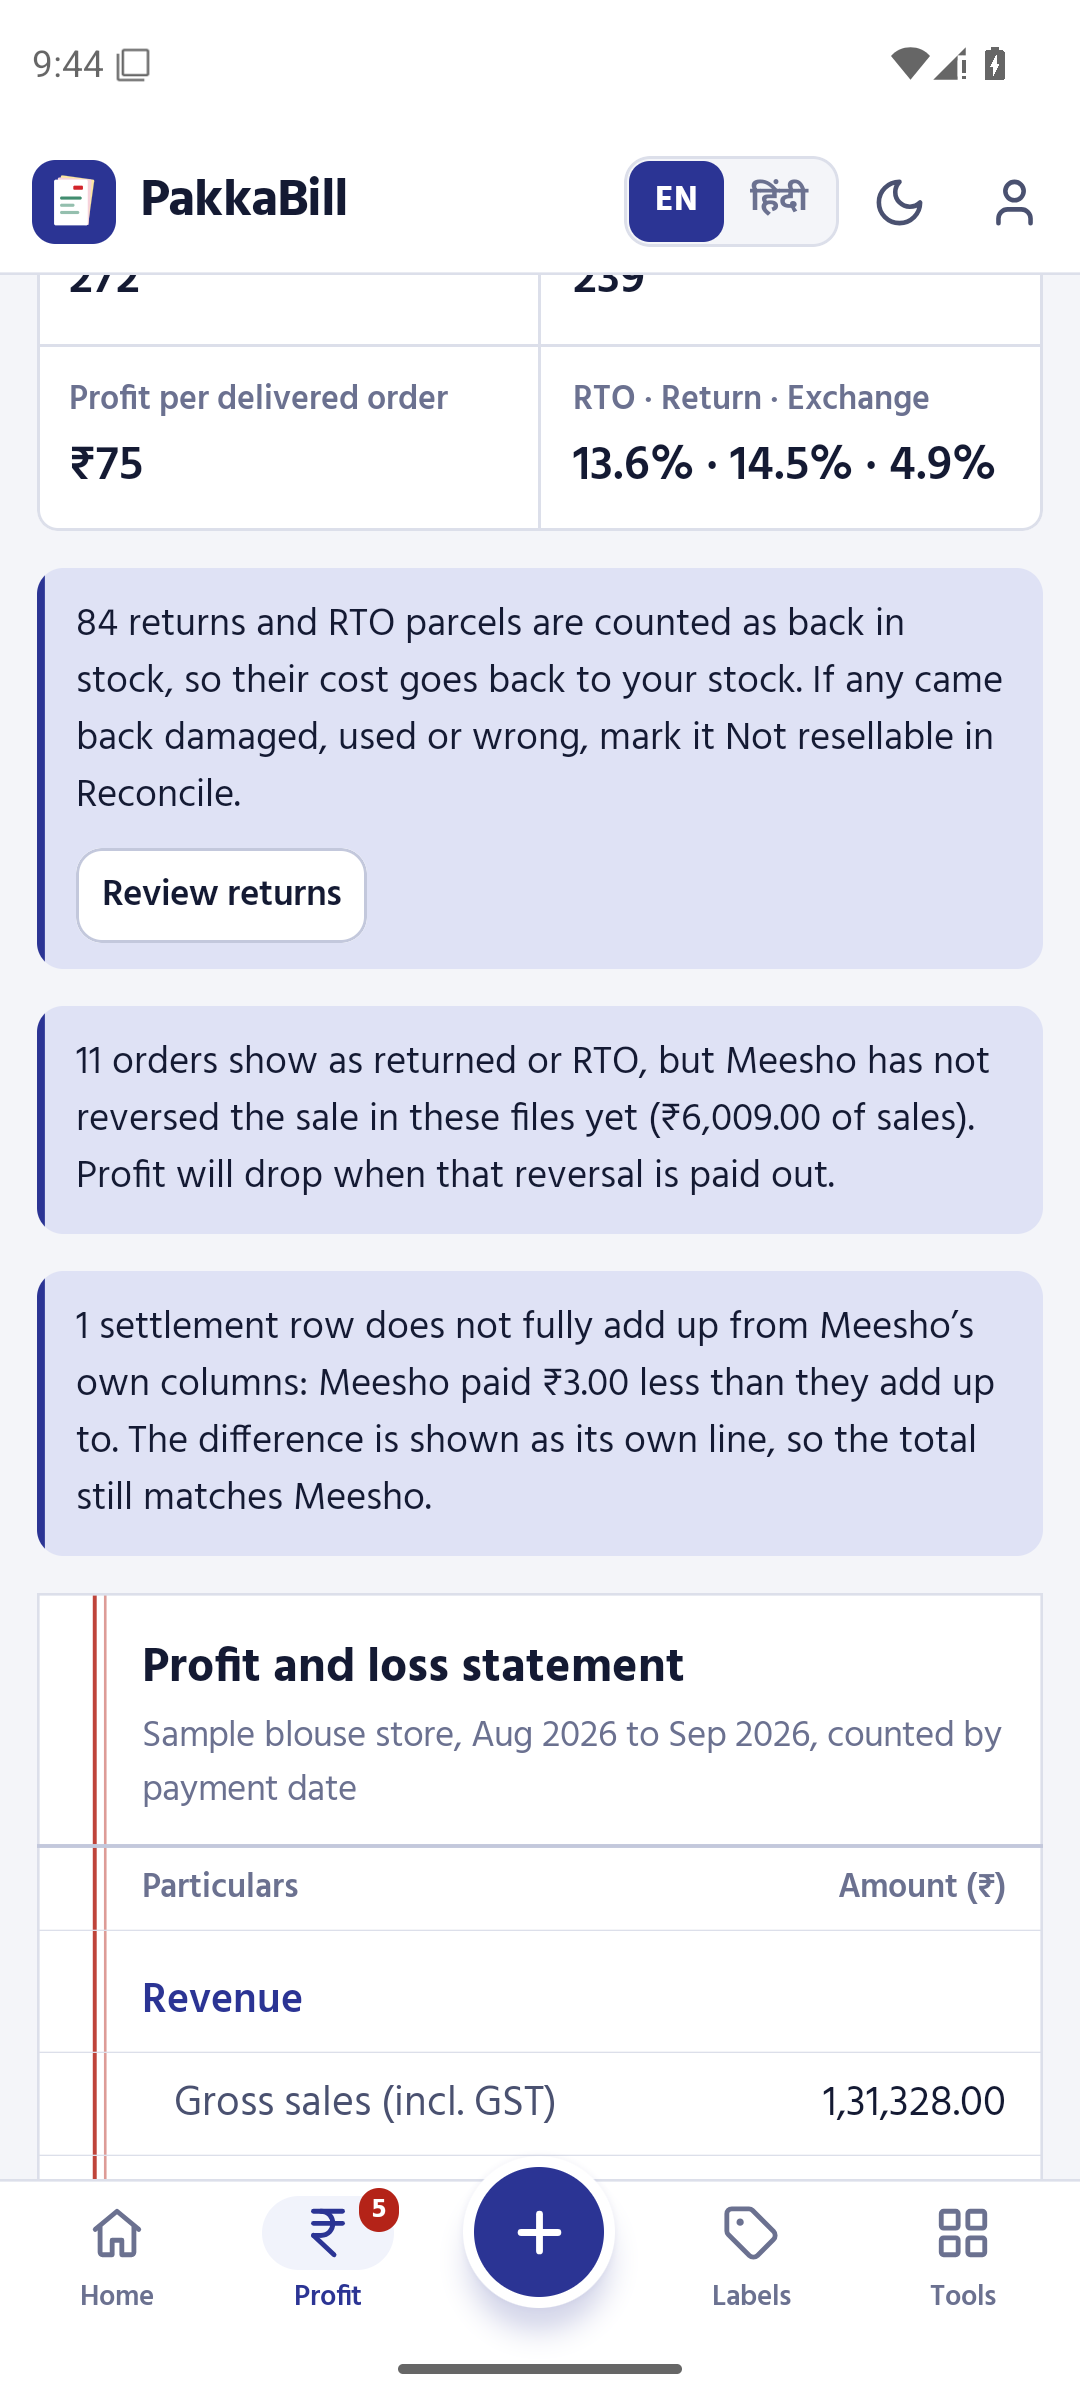 9:44
PakkaBill
EN हिंदी
272 239
Profit per delivered order
₹75
RTO · Return · Exchange
13.6% · 14.5% · 4.9%
84 returns and RTO parcels are counted as back in
stock, so their cost goes back to your stock. If any came
back damaged, used or wrong, mark it Not resellable in
Reconcile.
Review returns
11 orders show as returned or RTO, but Meesho has not
reversed the sale in these files yet (₹6,009.00 of sales).
Profit will drop when that reversal is paid out.
1 settlement row does not fully add up from Meesho’s
own columns: Meesho paid ₹3.00 less than they add up
to. The difference is shown as its own line, so the total
still matches Meesho.
Profit and loss statement
Sample blouse store, Aug 2026 to Sep 2026, counted by
payment date
Particulars Amount (₹)
Revenue
Gross sales (incl. GST) 1,31,328.00
5
Home Profit Labels Tools